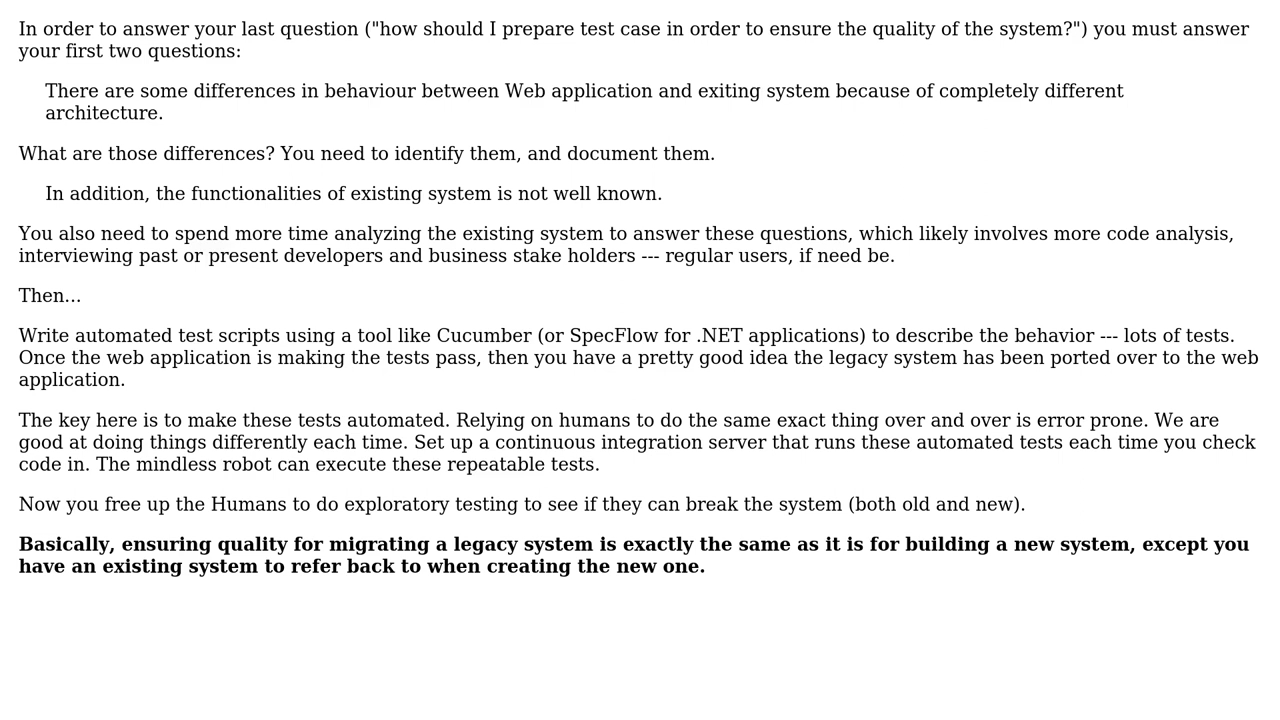 In order to answer your last question ("how should I prepare test case in order to ensure the quality of the system?") you must answer
your first two questions:
There are some differences in behaviour between Web application and exiting system because of completely different
architecture.
What are those differences? You need to identify them, and document them.
In addition, the functionalities of existing system is not well known.
You also need to spend more time analyzing the existing system to answer these questions, which likely involves more code analysis,
interviewing past or present developers and business stake holders --- regular users, if need be.
Then...
Write automated test scripts using a tool like Cucumber (or SpecFlow for .NET applications) to describe the behavior --- lots of tests.
Once the web application is making the tests pass, then you have a pretty good idea the legacy system has been ported over to the web
application.
The key here is to make these tests automated. Relying on humans to do the same exact thing over and over is error prone. We are
good at doing things differently each time. Set up a continuous integration server that runs these automated tests each time you check
code in. The mindless robot can execute these repeatable tests.
Now you free up the Humans to do exploratory testing to see if they can break the system (both old and new).
Basically, ensuring quality for migrating a legacy system is exactly the same as it is for building a new system, except you
have an existing system to refer back to when creating the new one.